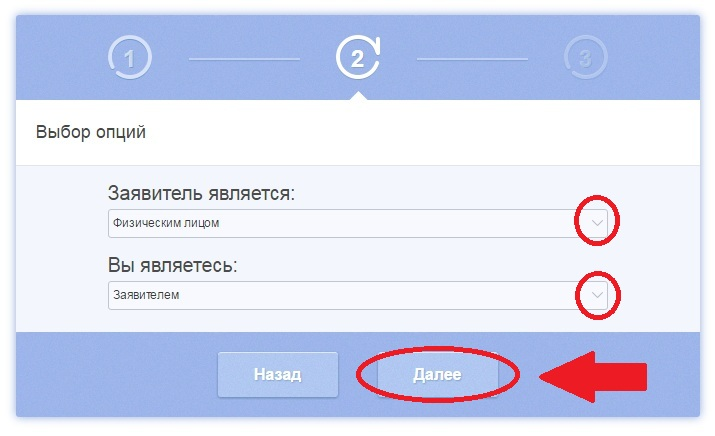 1 2 3
Выбор опций
Заявитель является:
Физическим лицом
Вы являетесь:
Заявителем
Назад Далее